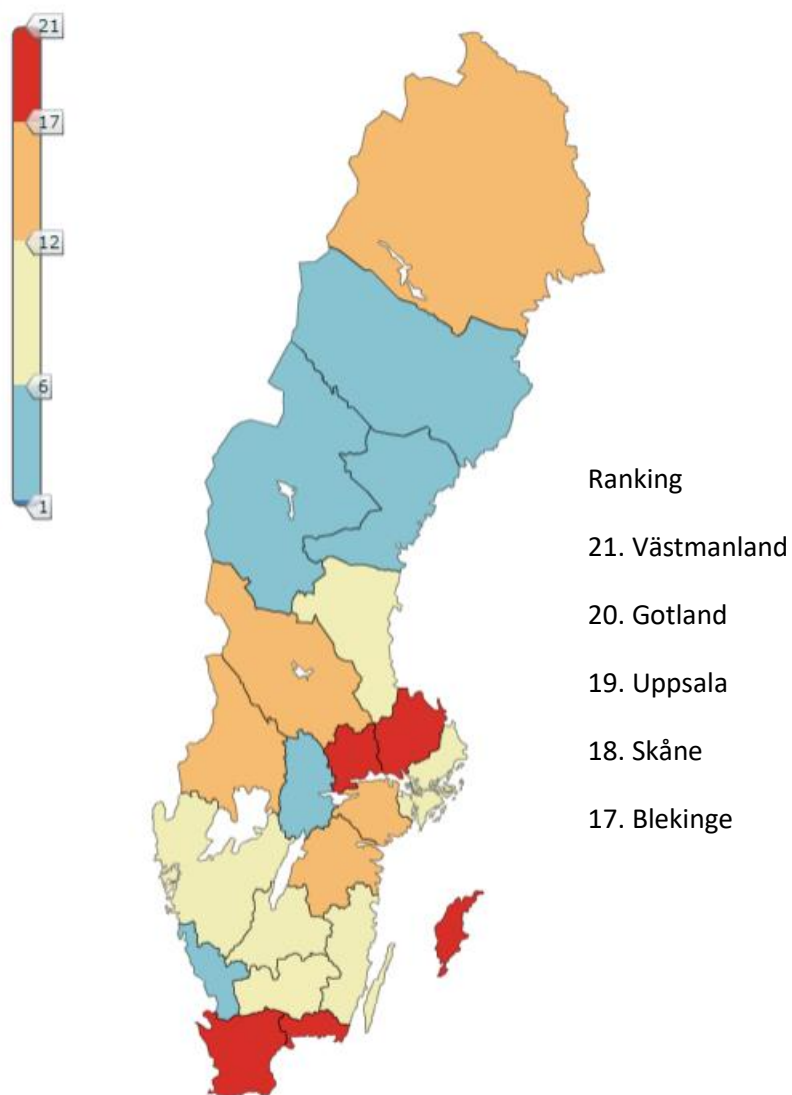 21
17
12
6
1
Ranking
21. Västmanland
20. Gotland
19. Uppsala
18. Skåne
17. Blekinge